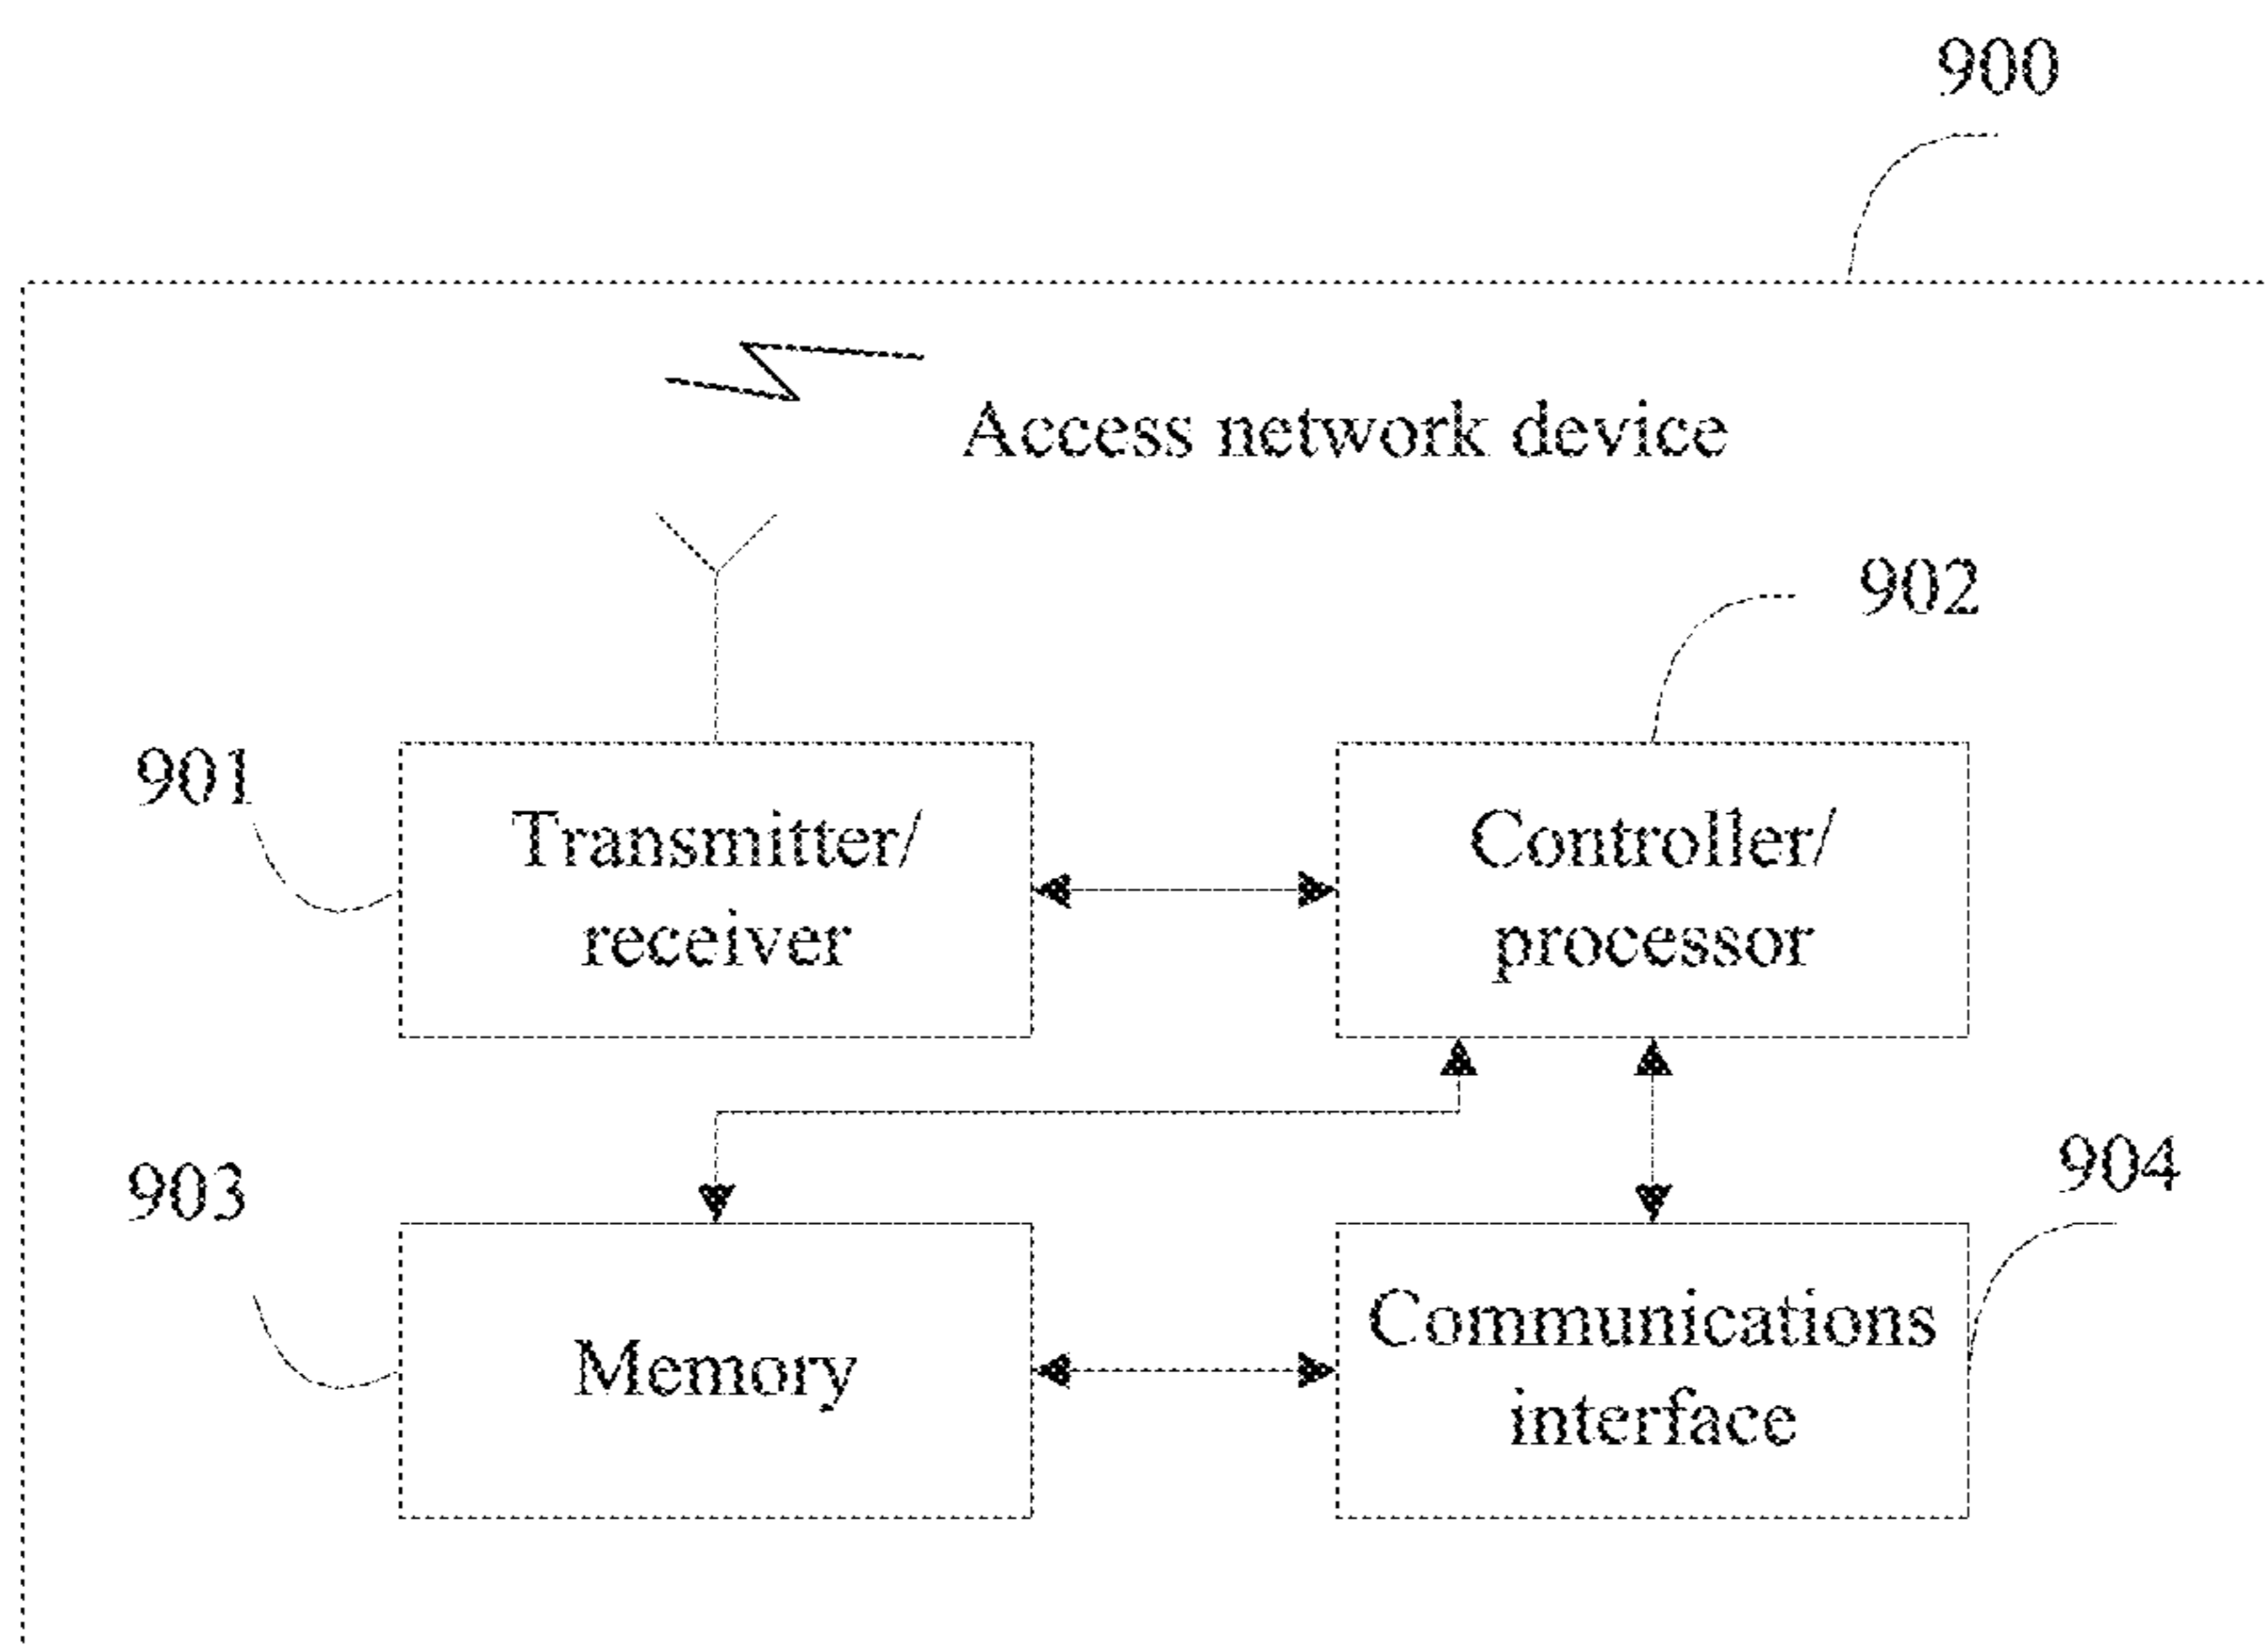 900
Access network device
902
901
Transmitter/
receiver
Controller/
processor
903
904
Memory
Communications
interface